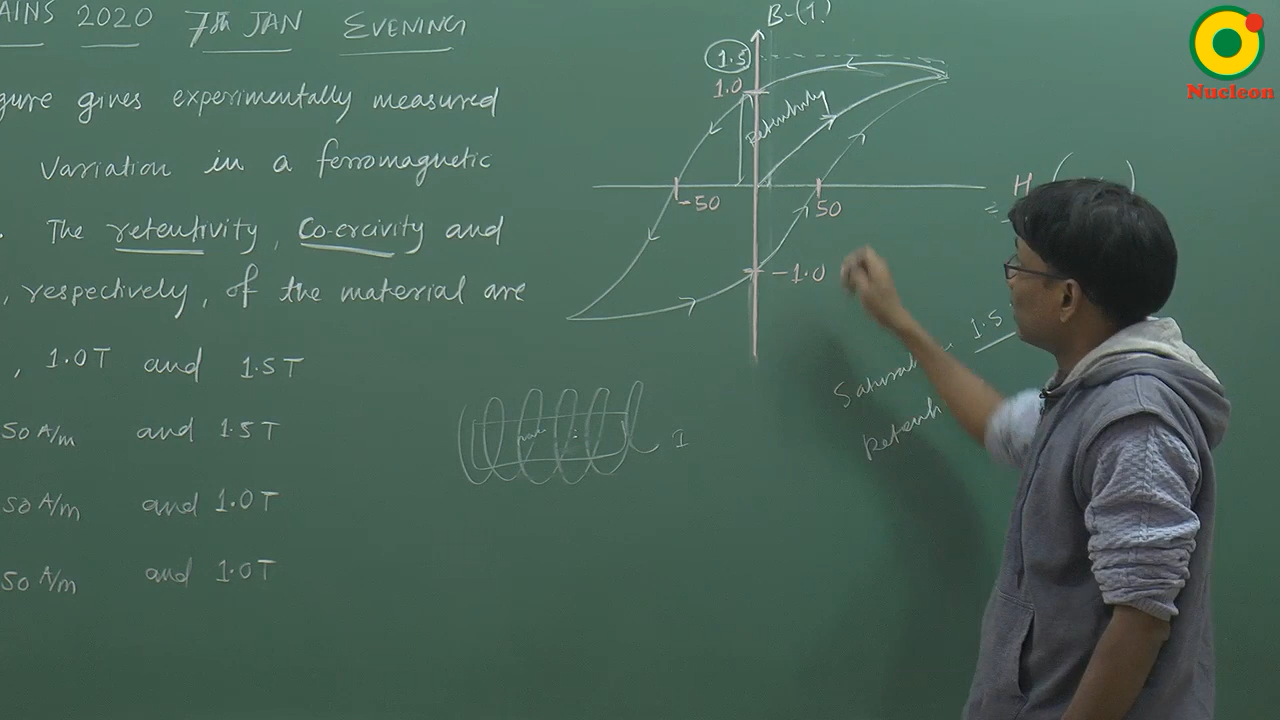 AINS 2020 7th JAN EVENING
gure gives experimentally measured
variation in a ferromagnetic
. The retentivity, Co-ercivity and
, respectively, of the material are
, 1.0T and 1.5T
50 A/m and 1.5T
50 A/m and 1.0T
50 A/m and 1.0T
B-(T)
1.5
1.0
Retentivity
-50
50
-1.0
H ( )
Saturat - 1.5
Retenti
I
Nucleon